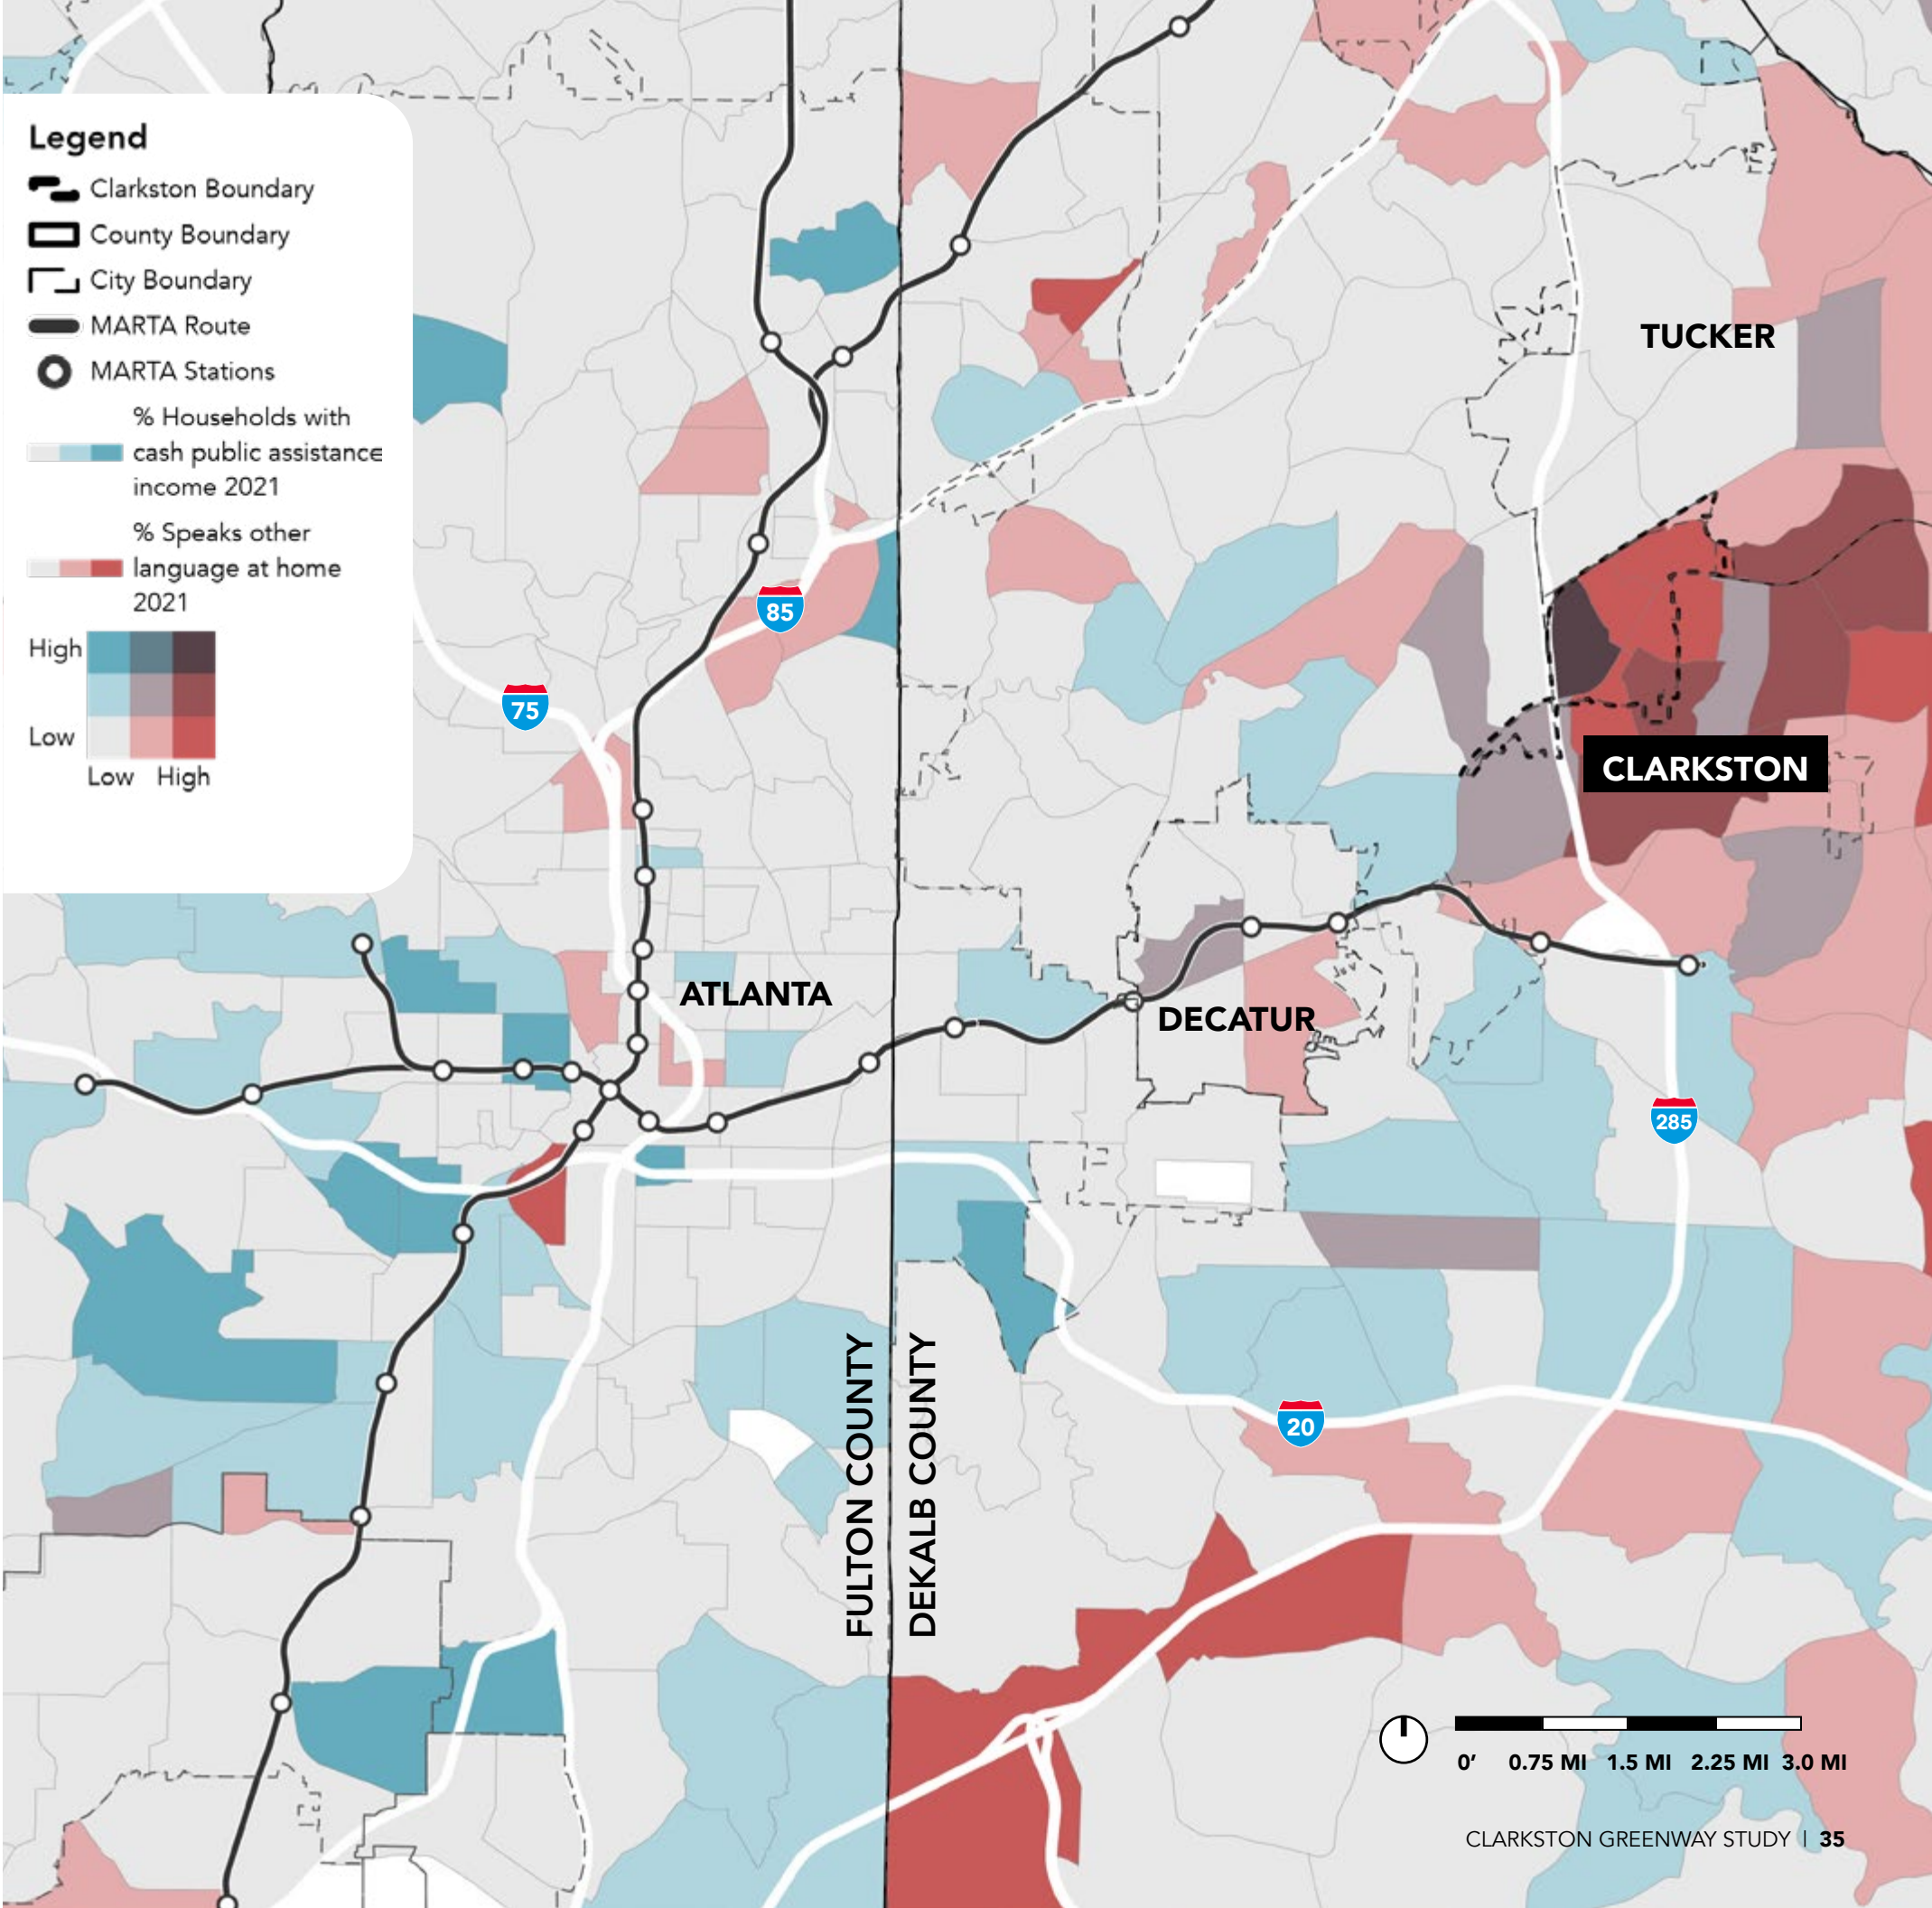 Legend
Clarkston Boundary
County Boundary
City Boundary
MARTA Route
MARTA Stations
% Households with
cash public assistance
income 2021
% Speaks other
language at home
2021
High
Low
Low High
TUCKER
85
75
CLARKSTON
ATLANTA
DECATUR
285
FULTON COUNTY
DEKALB COUNTY
20
0’ 0.75 MI 1.5 MI 2.25 MI 3.0 MI
CLARKSTON GREENWAY STUDY | 35